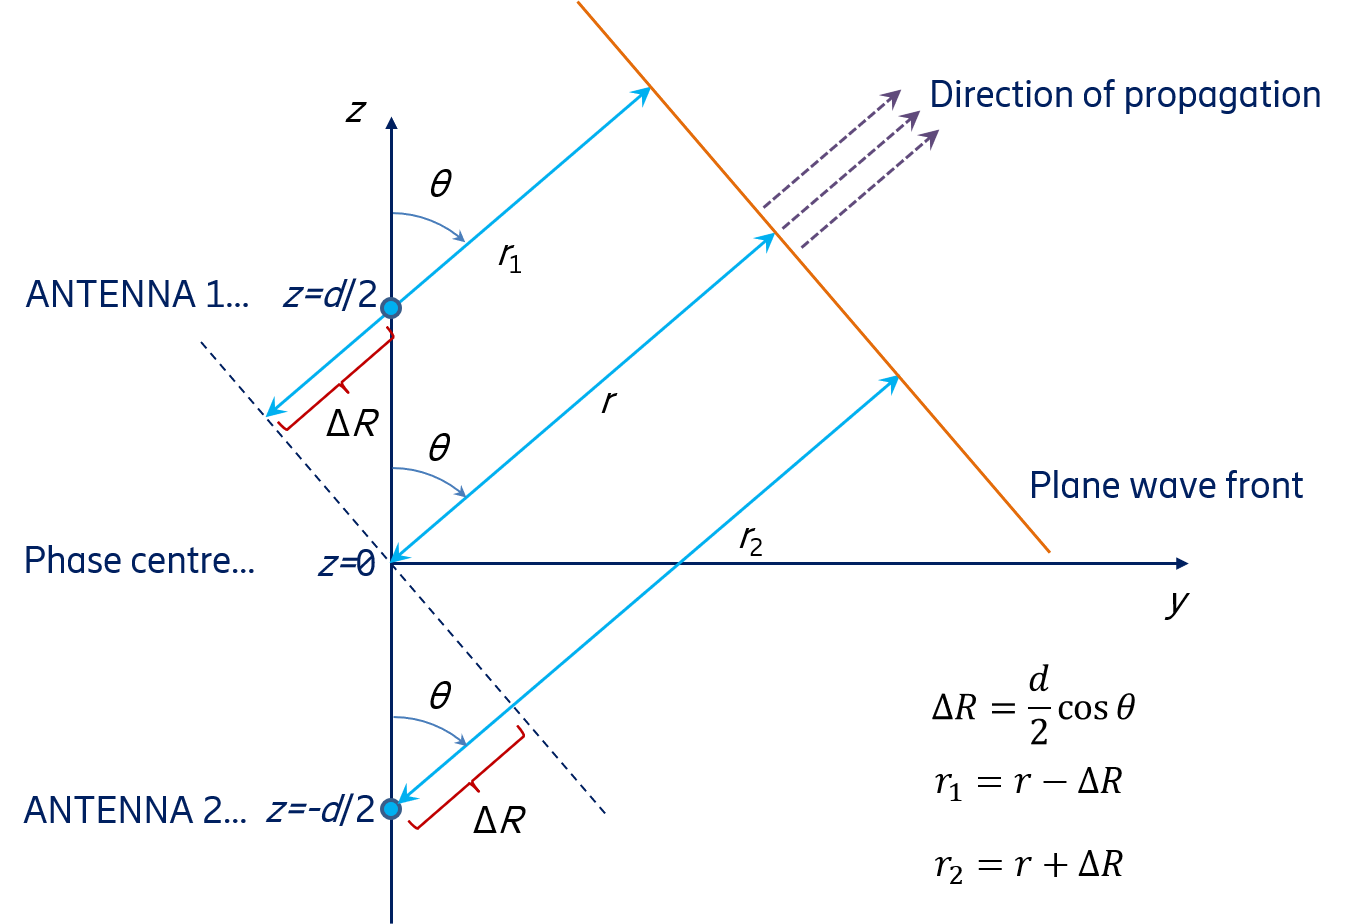 Direction of propagation
z
θ
r₁
ANTENNA 1... z=d/2
ΔR
r
θ
Plane wave front
r₂
Phase centre... z=0
y
θ
ΔR = d/2 cos θ
r₁ = r − ΔR
ANTENNA 2... z=-d/2
ΔR
r₂ = r + ΔR